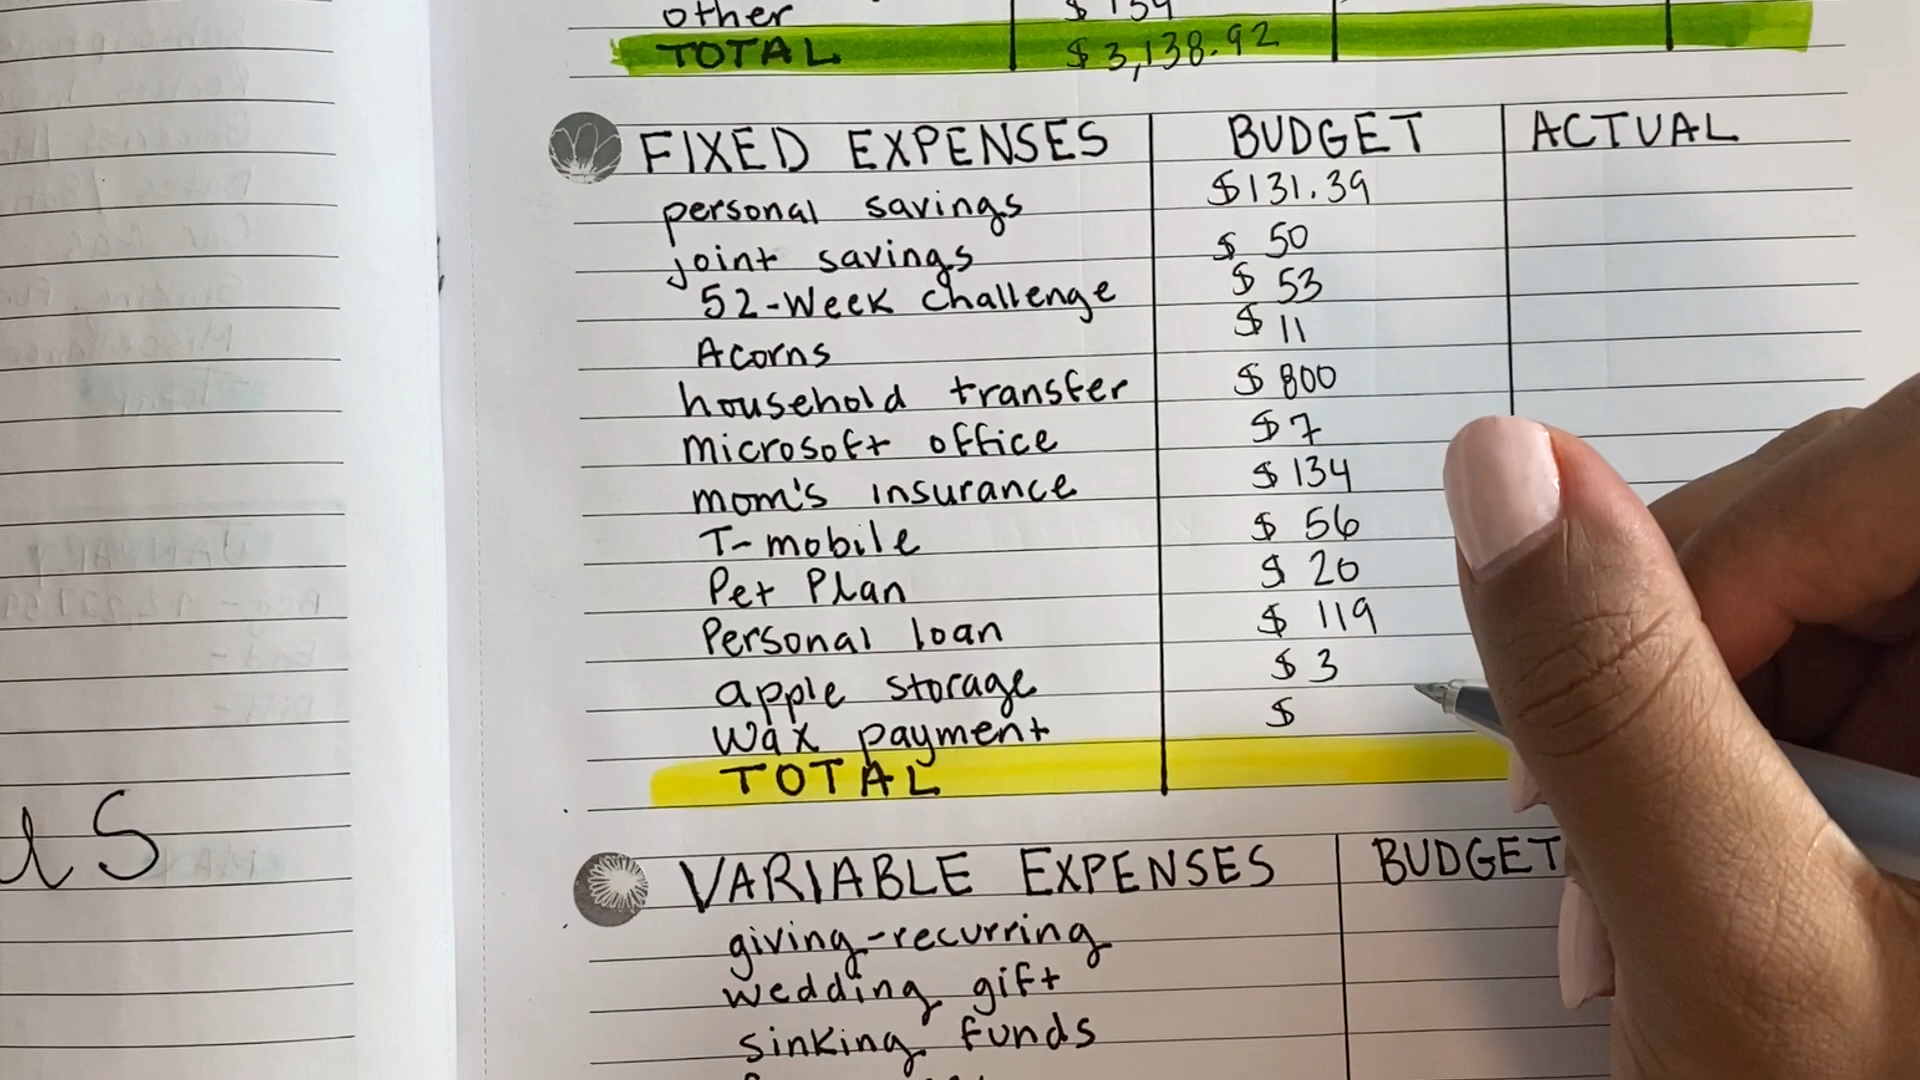 other $ 154
TOTAL $3,138.92
FIXED EXPENSES BUDGET ACTUAL
personal savings $131.39
joint savings $ 50
52-Week Challenge $ 53
Acorns $ 11
household transfer $ 800
microsoft office $7
mom's insurance $ 134
T-mobile $ 56
Pet Plan $ 20
Personal loan $ 119
apple storage $ 3
wax payment $
TOTAL
VARIABLE EXPENSES BUDGET
giving-recurring
wedding gift
sinking funds